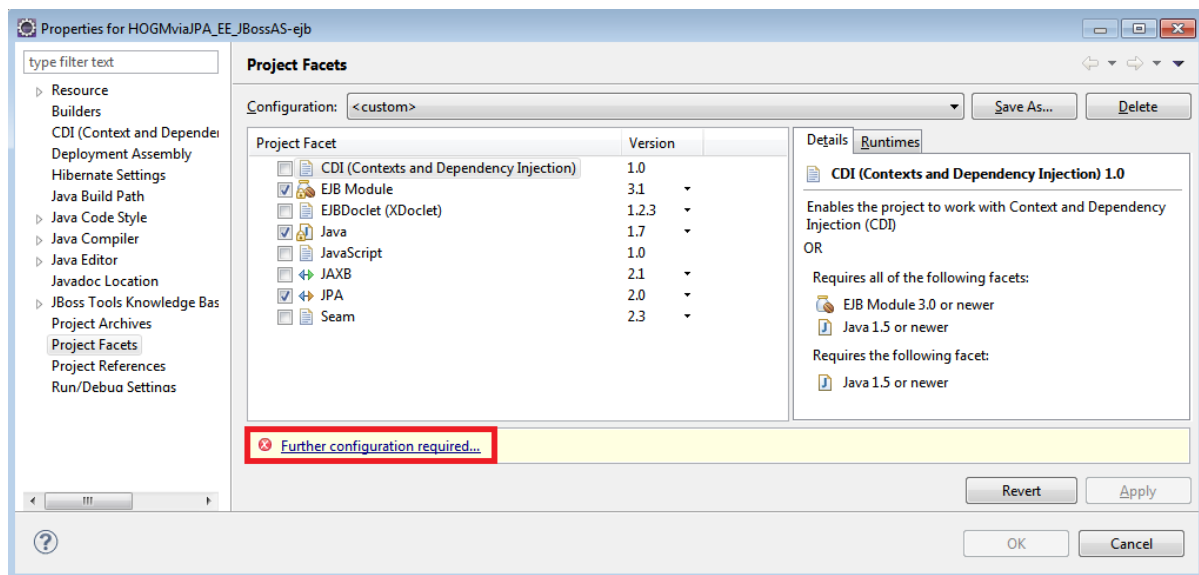 Properties for HOGMviaJPA_EE_JBossAS-ejb
type filter text
Resource
Builders
CDI (Context and Depender
Deployment Assembly
Hibernate Settings
Java Build Path
Java Code Style
Java Compiler
Java Editor
Javadoc Location
JBoss Tools Knowledge Bas
Project Archives
Project Facets
Project References
Run/Debug Settings
Project Facets
Configuration: <custom> Save As... Delete
Project Facet Version
CDI (Contexts and Dependency Injection) 1.0
EJB Module 3.1
EJBDoclet (XDoclet) 1.2.3
Java 1.7
JavaScript 1.0
JAXB 2.1
JPA 2.0
Seam 2.3
Details Runtimes
CDI (Contexts and Dependency Injection) 1.0
Enables the project to work with Context and Dependency
Injection (CDI)
OR
Requires all of the following facets:
EJB Module 3.0 or newer
Java 1.5 or newer
Requires the following facet:
Java 1.5 or newer
Further configuration required...
Revert Apply
OK Cancel